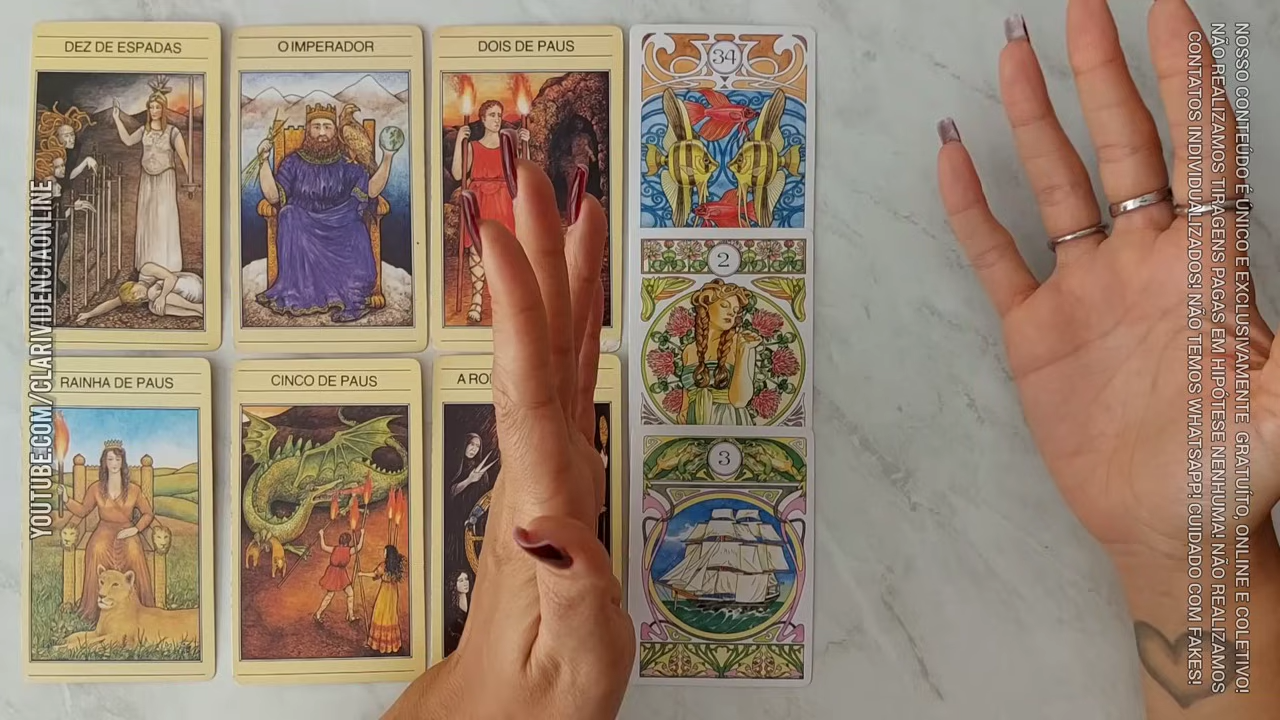 DEZ DE ESPADAS
O IMPERADOR
DOIS DE PAUS
34
2
3
RAINHA DE PAUS
CINCO DE PAUS
YOUTUBE.COM/CLARIVIDENCIAONLINE
NOSSO CONTEÚDO É ÚNICO E EXCLUSIVAMENTE GRATUÍTO, ONLINE E COLETIVO!
NÃO REALIZAMOS TIRAGENS PAGAS EM HIPÓTESE NENHUMA! NÃO REALIZAMOS
CONTATOS INDIVIDUALIZADOS! NÃO TEMOS WHATSAPP! CUIDADO COM FAKES!